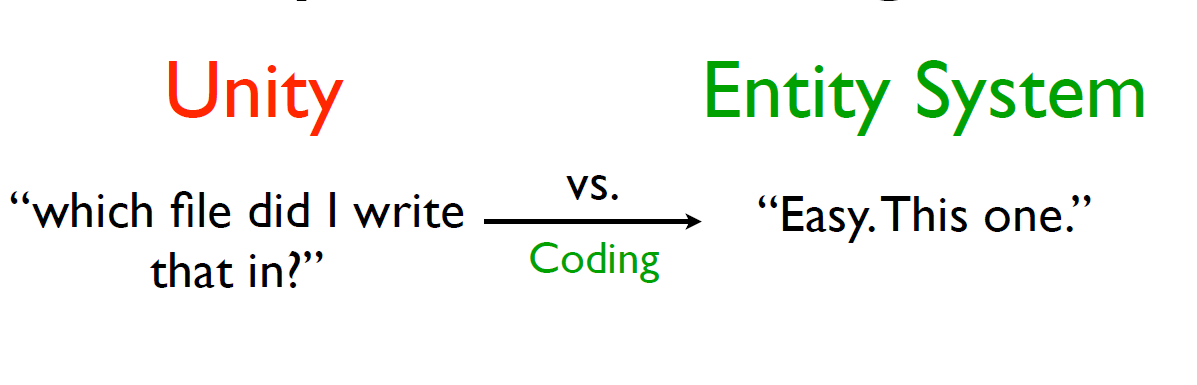 Unity
Entity System
“which file did I write
that in?”
vs.
Coding
“Easy. This one.”